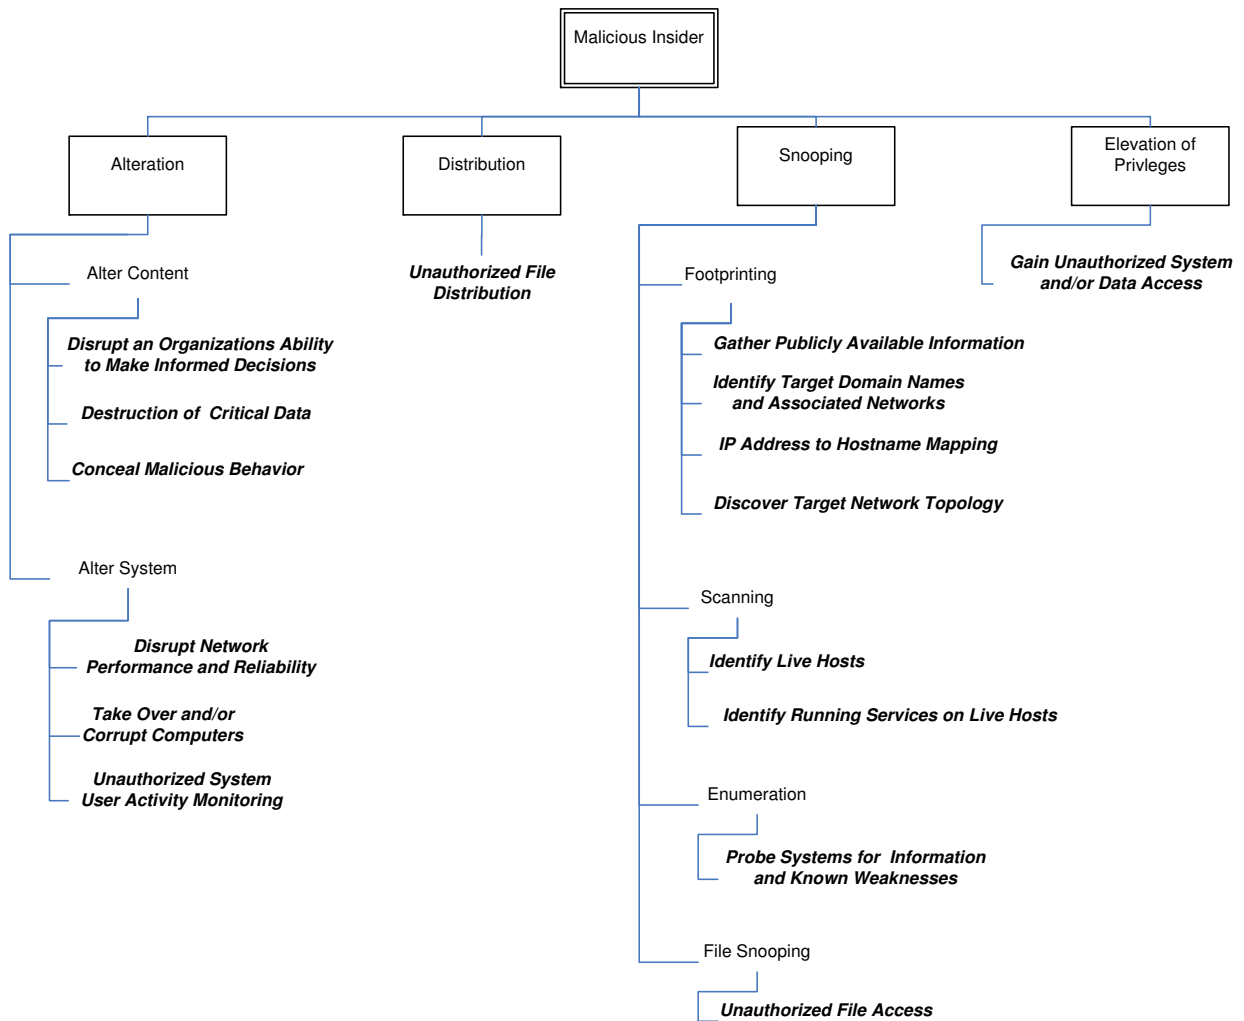 Malicious Insider
Alteration
Distribution
Snooping
Elevation of
Privleges
Alter Content
Disrupt an Organizations Ability
to Make Informed Decisions
Destruction of Critical Data
Conceal Malicious Behavior
Alter System
Disrupt Network
Performance and Reliability
Take Over and/or
Corrupt Computers
Unauthorized System
User Activity Monitoring
Unauthorized File
Distribution
Footprinting
Gather Publicly Available Information
Identify Target Domain Names
and Associated Networks
IP Address to Hostname Mapping
Discover Target Network Topology
Scanning
Identify Live Hosts
Identify Running Services on Live Hosts
Enumeration
Probe Systems for Information
and Known Weaknesses
File Snooping
Unauthorized File Access
Gain Unauthorized System
and/or Data Access